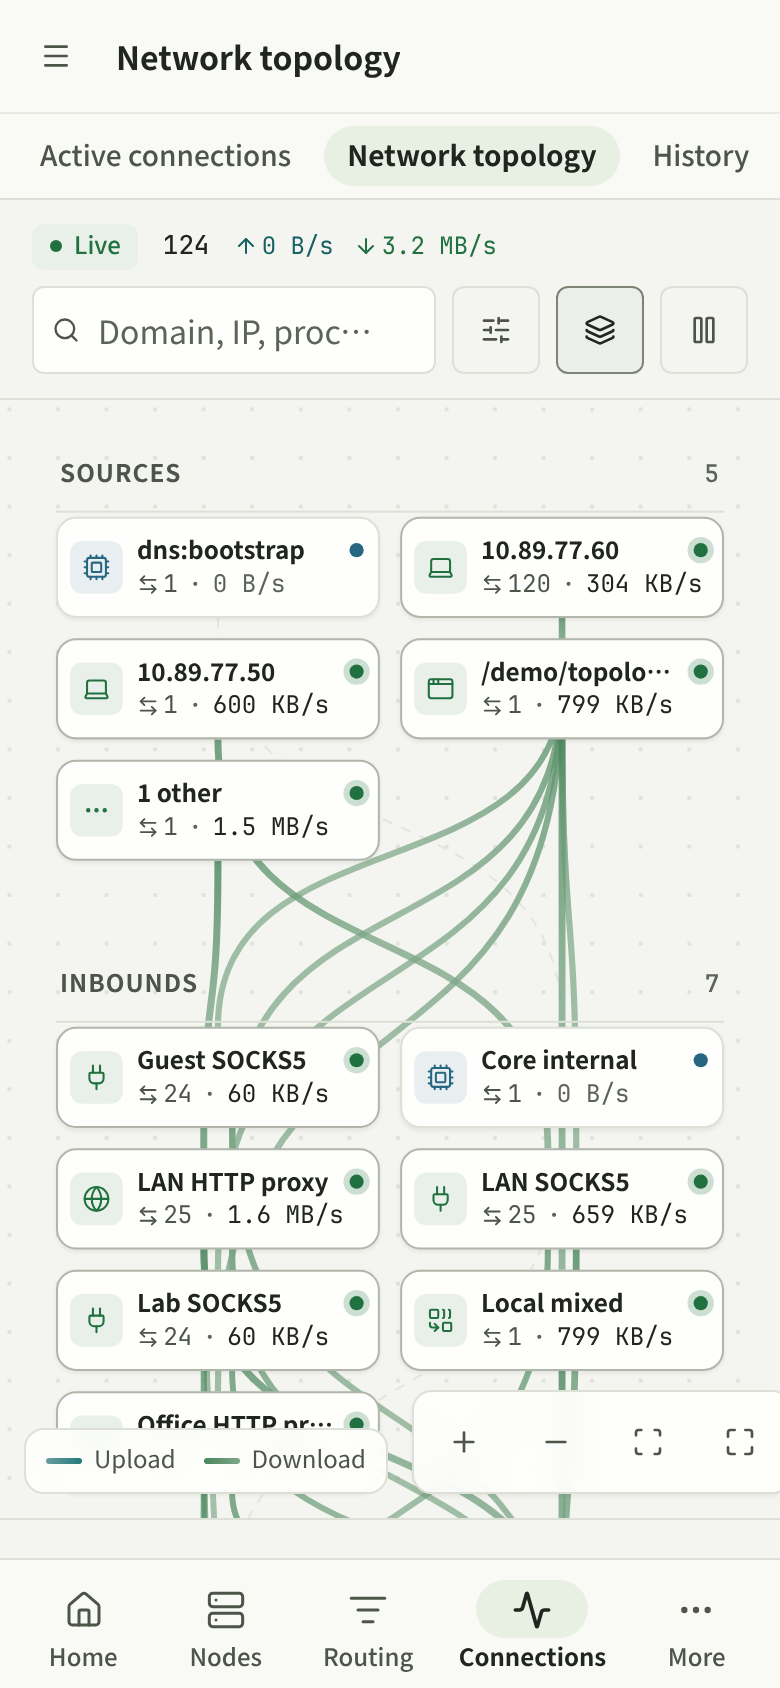 Network topology
Active connections Network topology History
Live 124 ↑ 0 B/s ↓ 3.2 MB/s
Domain, IP, proc···
SOURCES 5
dns:bootstrap
⇆ 1 · 0 B/s
10.89.77.60
⇆ 120 · 304 KB/s
10.89.77.50
⇆ 1 · 600 KB/s
/demo/topolo···
⇆ 1 · 799 KB/s
1 other
⇆ 1 · 1.5 MB/s
INBOUNDS 7
Guest SOCKS5
⇆ 24 · 60 KB/s
Core internal
⇆ 1 · 0 B/s
LAN HTTP proxy
⇆ 25 · 1.6 MB/s
LAN SOCKS5
⇆ 25 · 659 KB/s
Lab SOCKS5
⇆ 24 · 60 KB/s
Local mixed
⇆ 1 · 799 KB/s
Office HTTP pr···
Upload Download
Home Nodes Routing Connections More